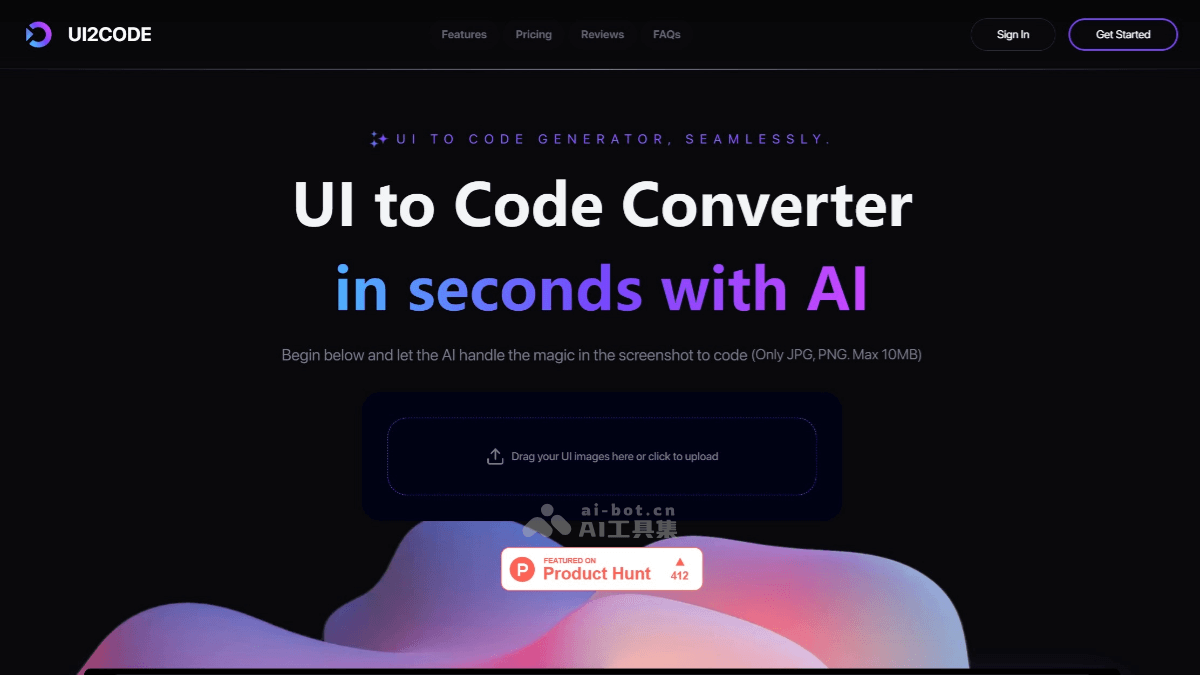 UI2CODE
Features Pricing Reviews FAQs
Sign In
Get Started
UI TO CODE GENERATOR, SEAMLESSLY.
UI to Code Converter
in seconds with AI
Begin below and let the AI handle the magic in the screenshot to code (Only JPG, PNG. Max 10MB)
Drag your UI images here or click to upload
ai-bot.cn
AI工具集
P
FEATURED ON
Product Hunt
▲
412